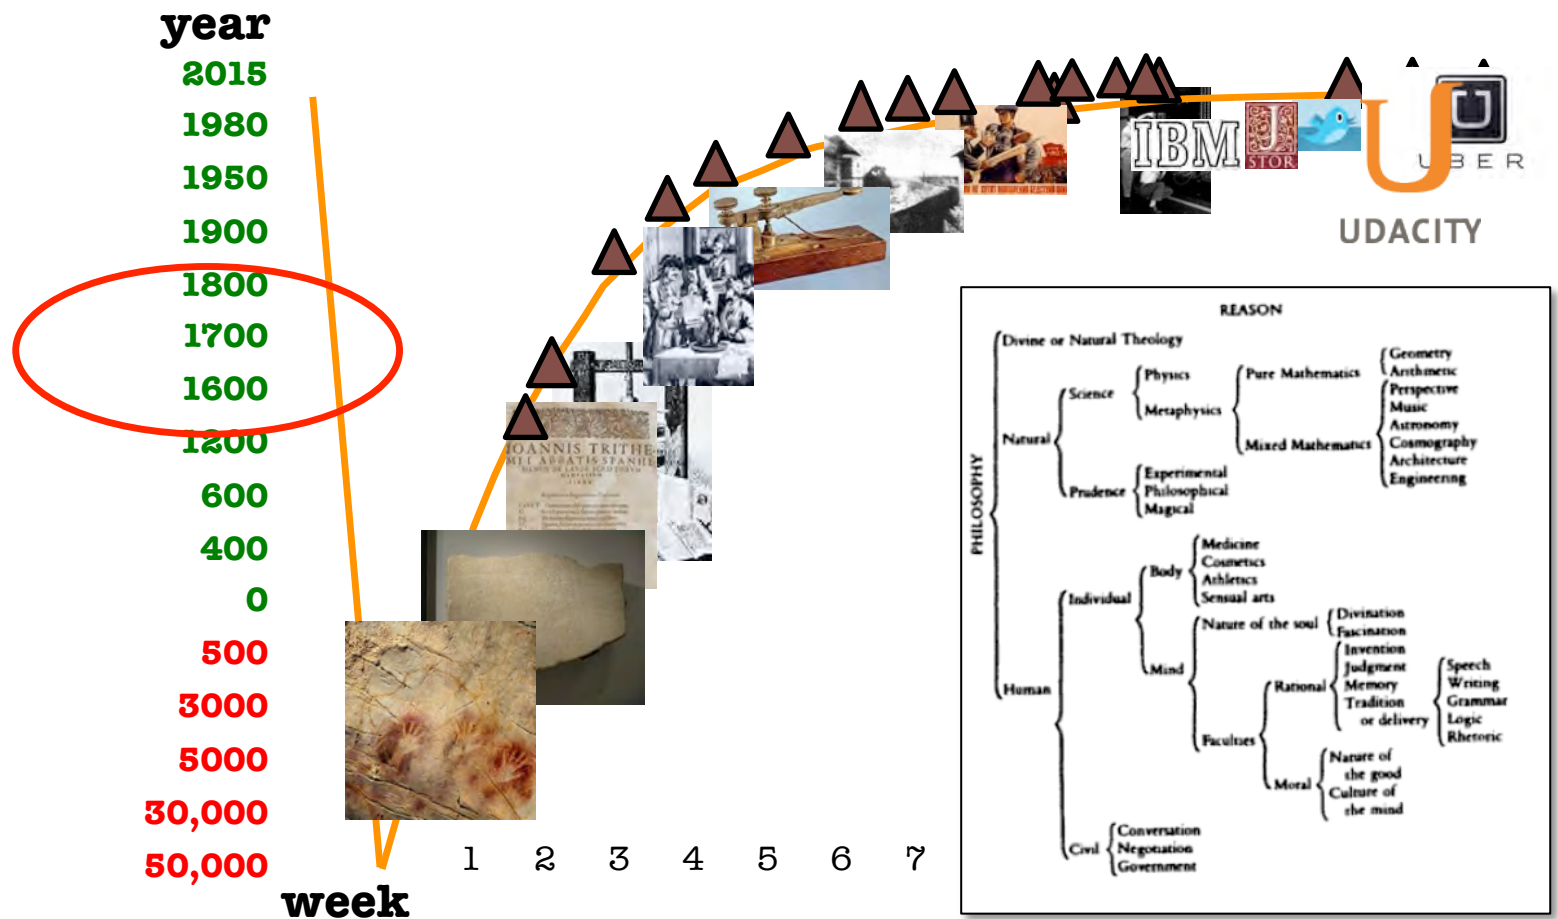 year
2015
1980
1950
1900
1800
1700
1600
1200
600
400
0
500
3000
5000
30,000
50,000
week
1 2 3 4 5 6 7
IOANNIS TRITHE
MII ABBATIS SPANHE
IBM
JSTOR
U
UDACITY
U
UBER
REASON
PHILOSOPHY
Divine or Natural Theology
Natural
Science
Physics
Metaphysics
Pure Mathematics
Geometry
Arithmetic
Mixed Mathematics
Perspective
Music
Astronomy
Cosmography
Architecture
Engineering
Prudence
Experimental
Philosophical
Magical
Human
Individual
Body
Medicine
Cosmetics
Athletics
Sensual arts
Mind
Nature of the soul
Divination
Fascination
Faculties
Rational
Invention
Judgment
Memory
Tradition
or delivery
Speech
Writing
Grammar
Logic
Rhetoric
Moral
Nature of
the good
Culture of
the mind
Civil
Conversation
Negotiation
Government